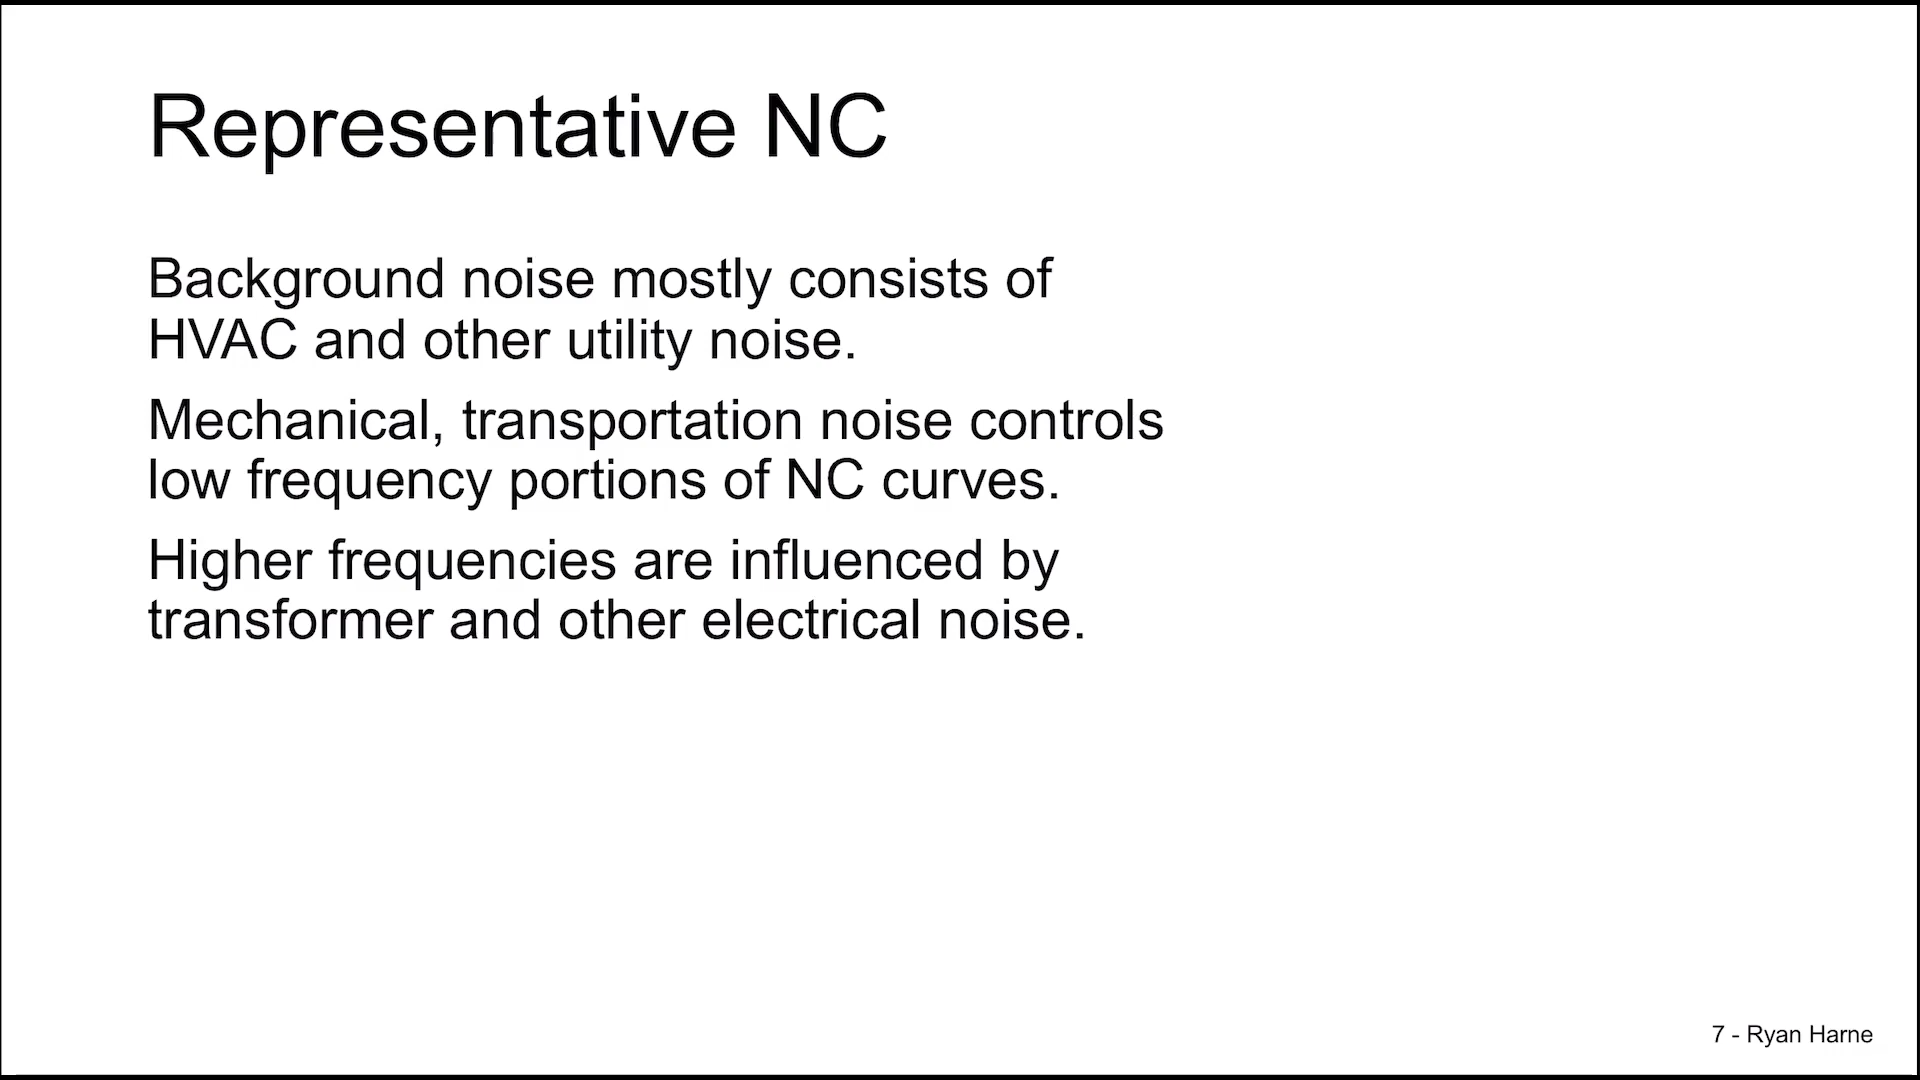 Representative NC
Background noise mostly consists of
HVAC and other utility noise.
Mechanical, transportation noise controls
low frequency portions of NC curves.
Higher frequencies are influenced by
transformer and other electrical noise.
7 - Ryan Harne